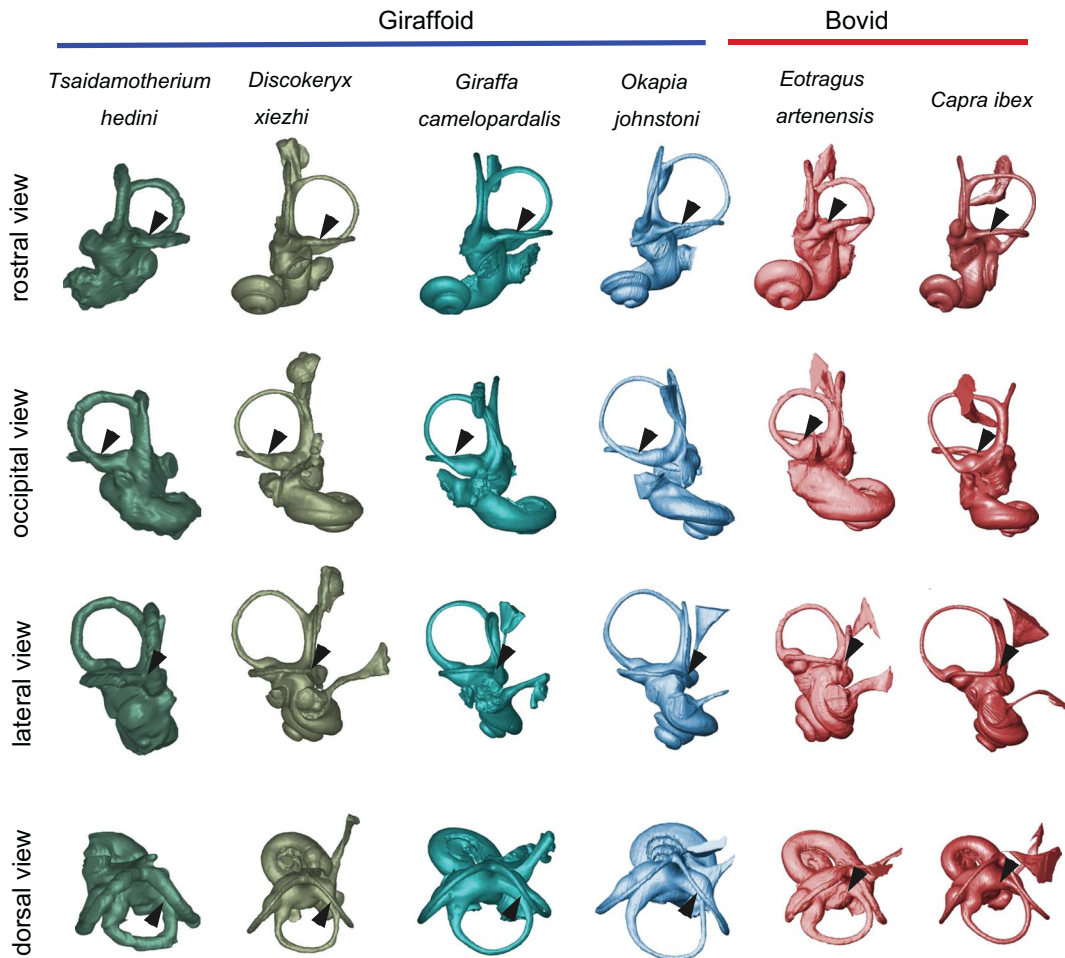 Giraffoid
Bovid
Tsaidamotherium
hedini
Discokeryx
xiezhi
Giraffa
camelopardalis
Okapia
johnstoni
Eotragus
artenensis
Capra ibex
rostral view
occipital view
lateral view
dorsal view